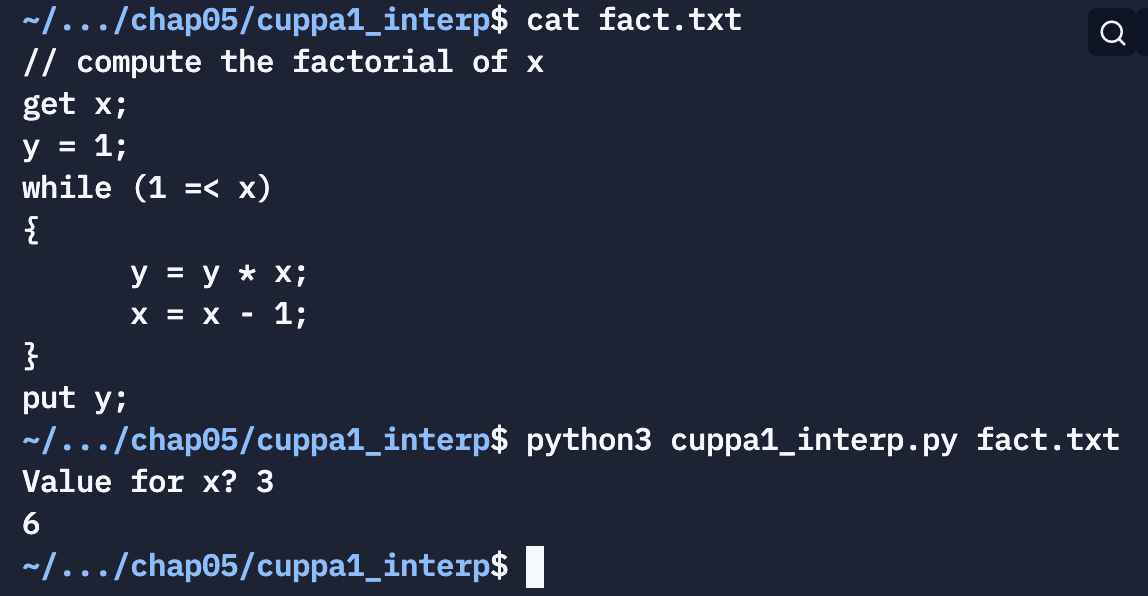 ~/.../chap05/cuppa1_interp$ cat fact.txt
// compute the factorial of x
get x;
y = 1;
while (1 =< x)
{
      y = y * x;
      x = x - 1;
}
put y;
~/.../chap05/cuppa1_interp$ python3 cuppa1_interp.py fact.txt
Value for x? 3
6
~/.../chap05/cuppa1_interp$